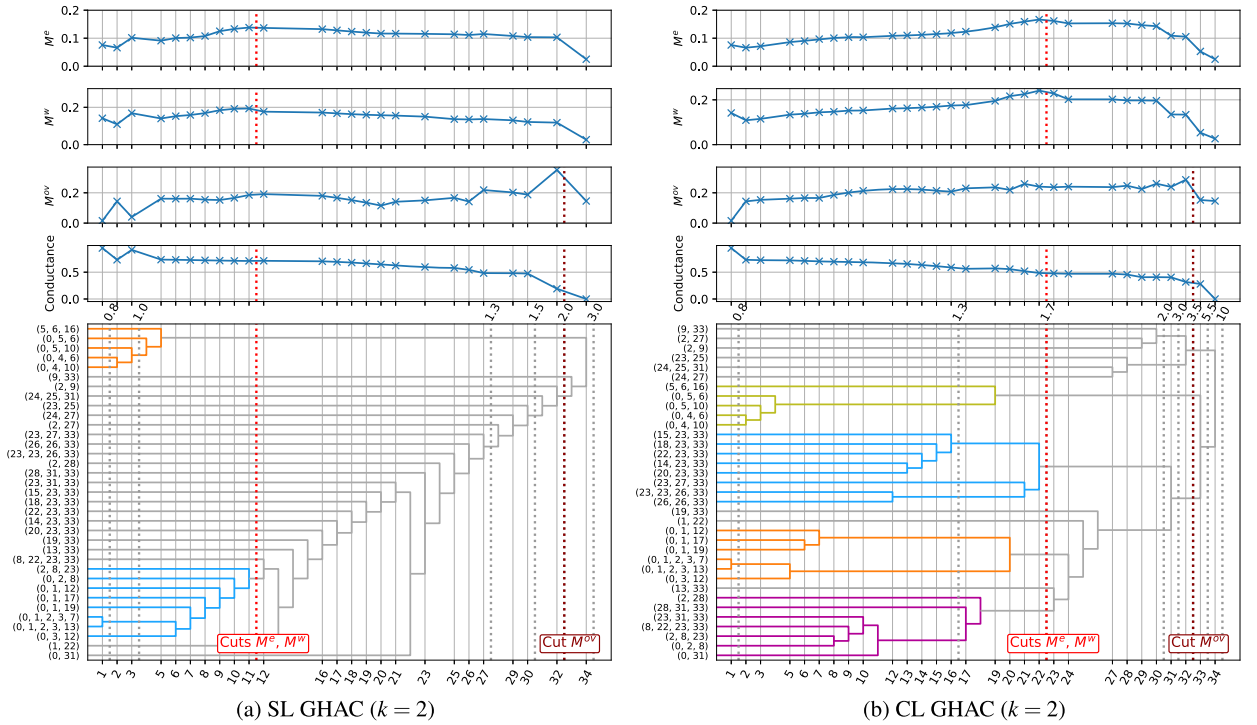 0.2
0.1
0.0
M^e
0.2
0.0
M^w
0.2
0.0
M^ov
0.5
0.0
Conductance
0.8
1.0
1.3
1.5
2.0
3.0
(5, 6, 16)
(0, 5, 6)
(0, 5, 10)
(0, 4, 6)
(0, 4, 10)
(9, 33)
(2, 9)
(24, 25, 31)
(23, 25)
(24, 27)
(2, 27)
(23, 27, 33)
(26, 26, 33)
(23, 23, 26, 33)
(2, 28)
(28, 31, 33)
(23, 31, 33)
(15, 23, 33)
(18, 23, 33)
(22, 23, 33)
(14, 23, 33)
(20, 23, 33)
(19, 33)
(13, 33)
(8, 22, 23, 33)
(2, 8, 23)
(0, 2, 8)
(0, 1, 12)
(0, 1, 17)
(0, 1, 19)
(0, 1, 2, 3, 7)
(0, 1, 2, 3, 13)
(0, 3, 12)
(1, 22)
(0, 31)
Cuts M^e, M^w
Cut M^ov
1 2 3 5 6 7 8 9 10 11 12 16 17 18 19 20 21 23 25 26 27 29 30 32 34
(a) SL GHAC (k = 2)
0.2
0.1
0.0
M^e
0.2
0.0
M^w
0.2
0.0
M^ov
0.5
0.0
Conductance
0.8
1.3
1.7
2.0
3.0
3.5
5.5
10
(9, 33)
(2, 27)
(2, 9)
(23, 25)
(24, 25, 31)
(24, 27)
(5, 6, 16)
(0, 5, 6)
(0, 5, 10)
(0, 4, 6)
(0, 4, 10)
(15, 23, 33)
(18, 23, 33)
(22, 23, 33)
(14, 23, 33)
(20, 23, 33)
(23, 27, 33)
(23, 23, 26, 33)
(26, 26, 33)
(19, 33)
(1, 22)
(0, 1, 12)
(0, 1, 17)
(0, 1, 19)
(0, 1, 2, 3, 7)
(0, 1, 2, 3, 13)
(0, 3, 12)
(13, 33)
(2, 28)
(28, 31, 33)
(23, 31, 33)
(8, 22, 23, 33)
(2, 8, 23)
(0, 2, 8)
(0, 31)
Cuts M^e, M^w
Cut M^ov
1 2 3 5 6 7 8 9 10 12 13 14 15 16 17 19 20 21 22 23 24 27 28 29 30 31 32 33 34
(b) CL GHAC (k = 2)